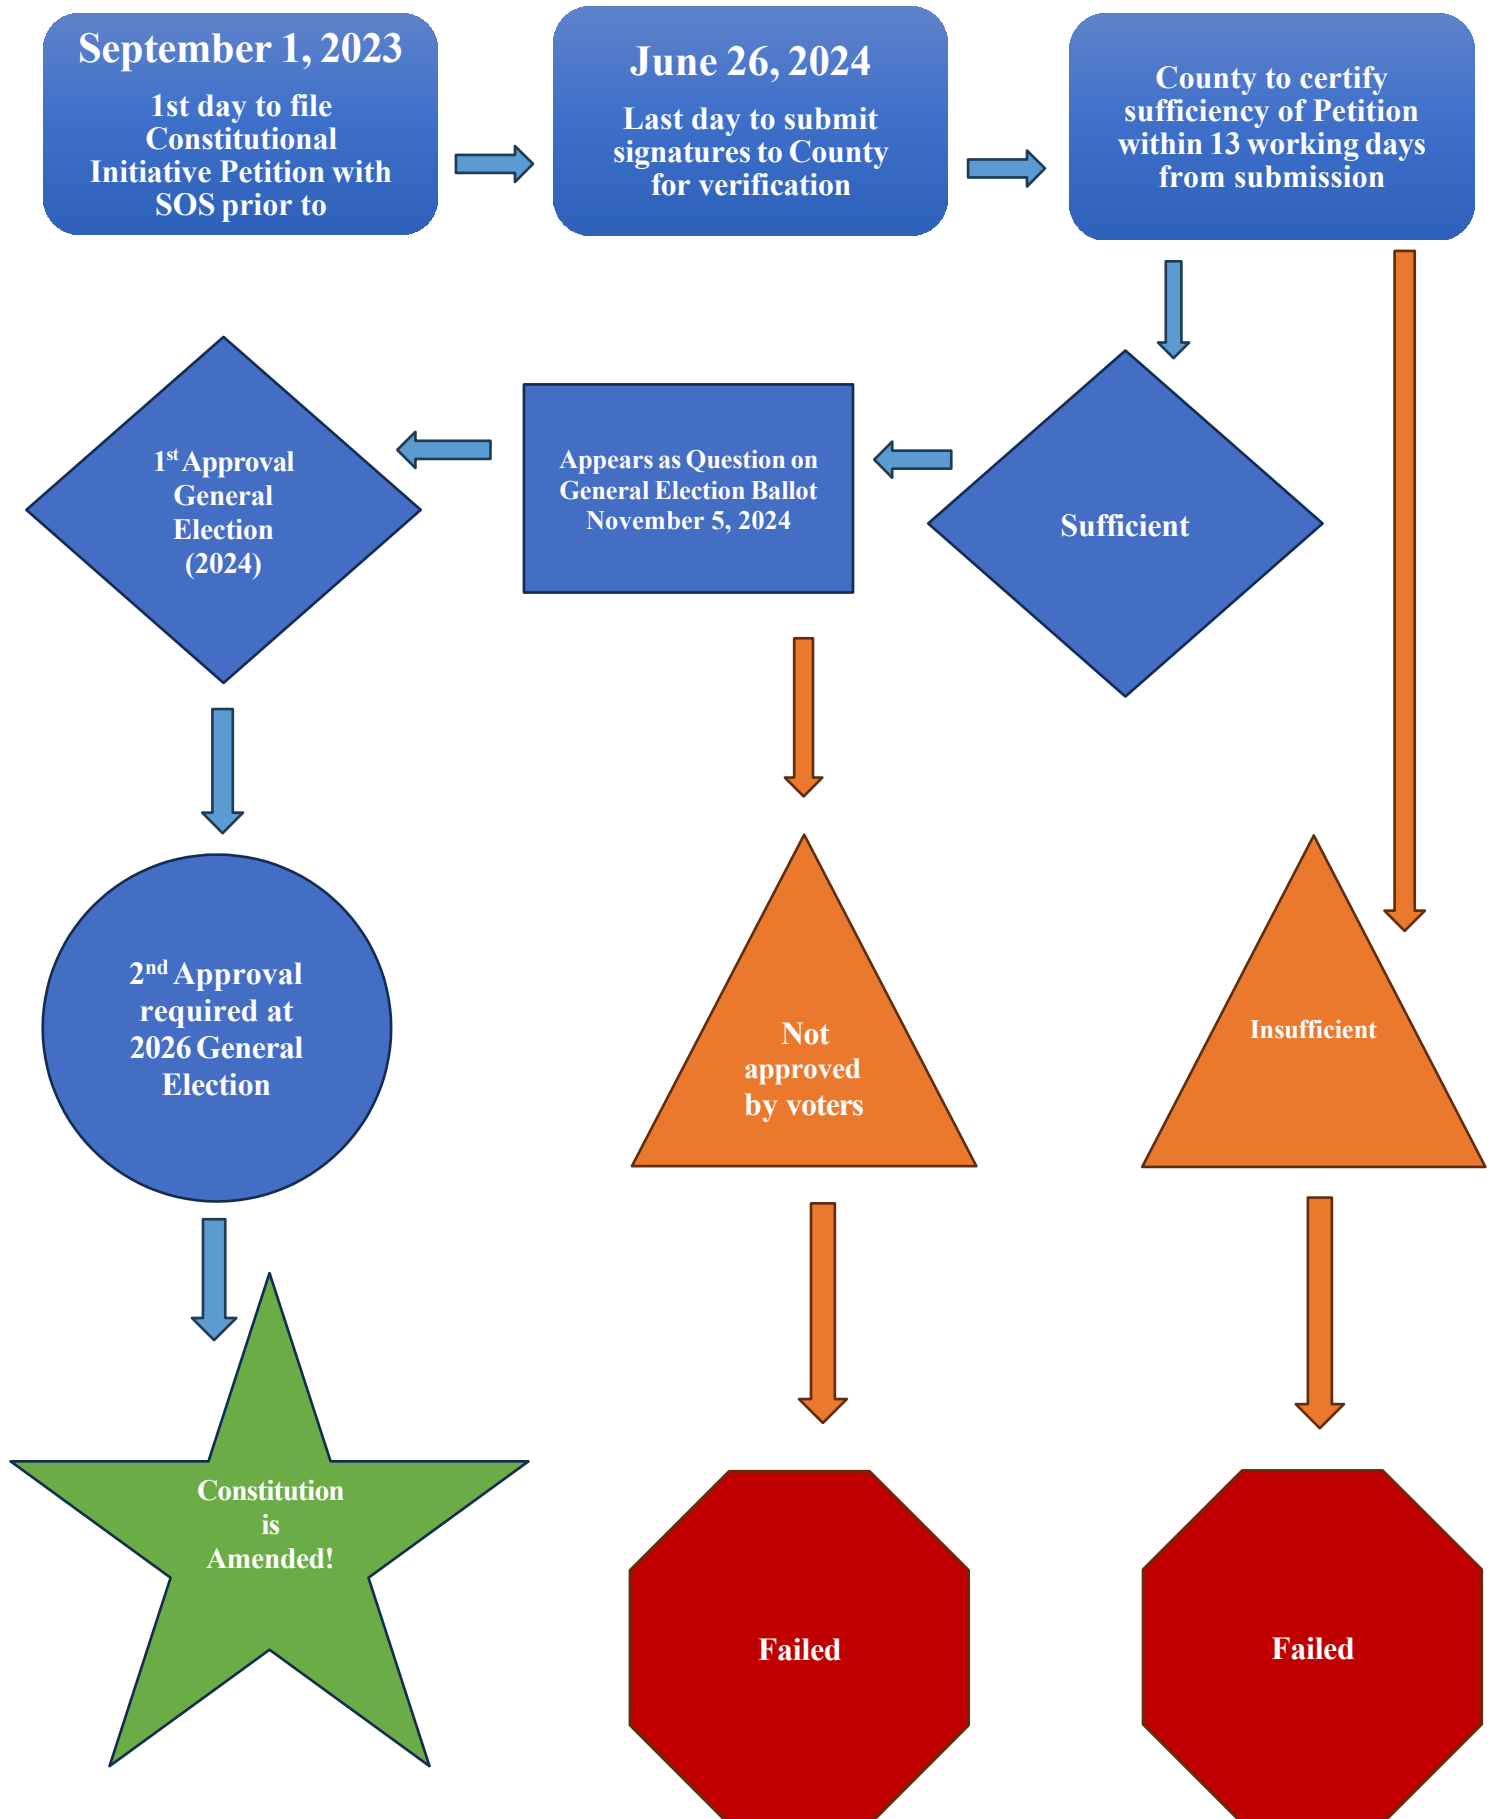 September 1, 2023
1st day to file
Constitutional
Initiative Petition with
SOS prior to
June 26, 2024
Last day to submit
signatures to County
for verification
County to certify
sufficiency of Petition
within 13 working days
from submission
1st Approval
General
Election
(2024)
Appears as Question on
General Election Ballot
November 5, 2024
Sufficient
2nd Approval
required at
2026 General
Election
Not
approved
by voters
Insufficient
Constitution
is
Amended!
Failed
Failed